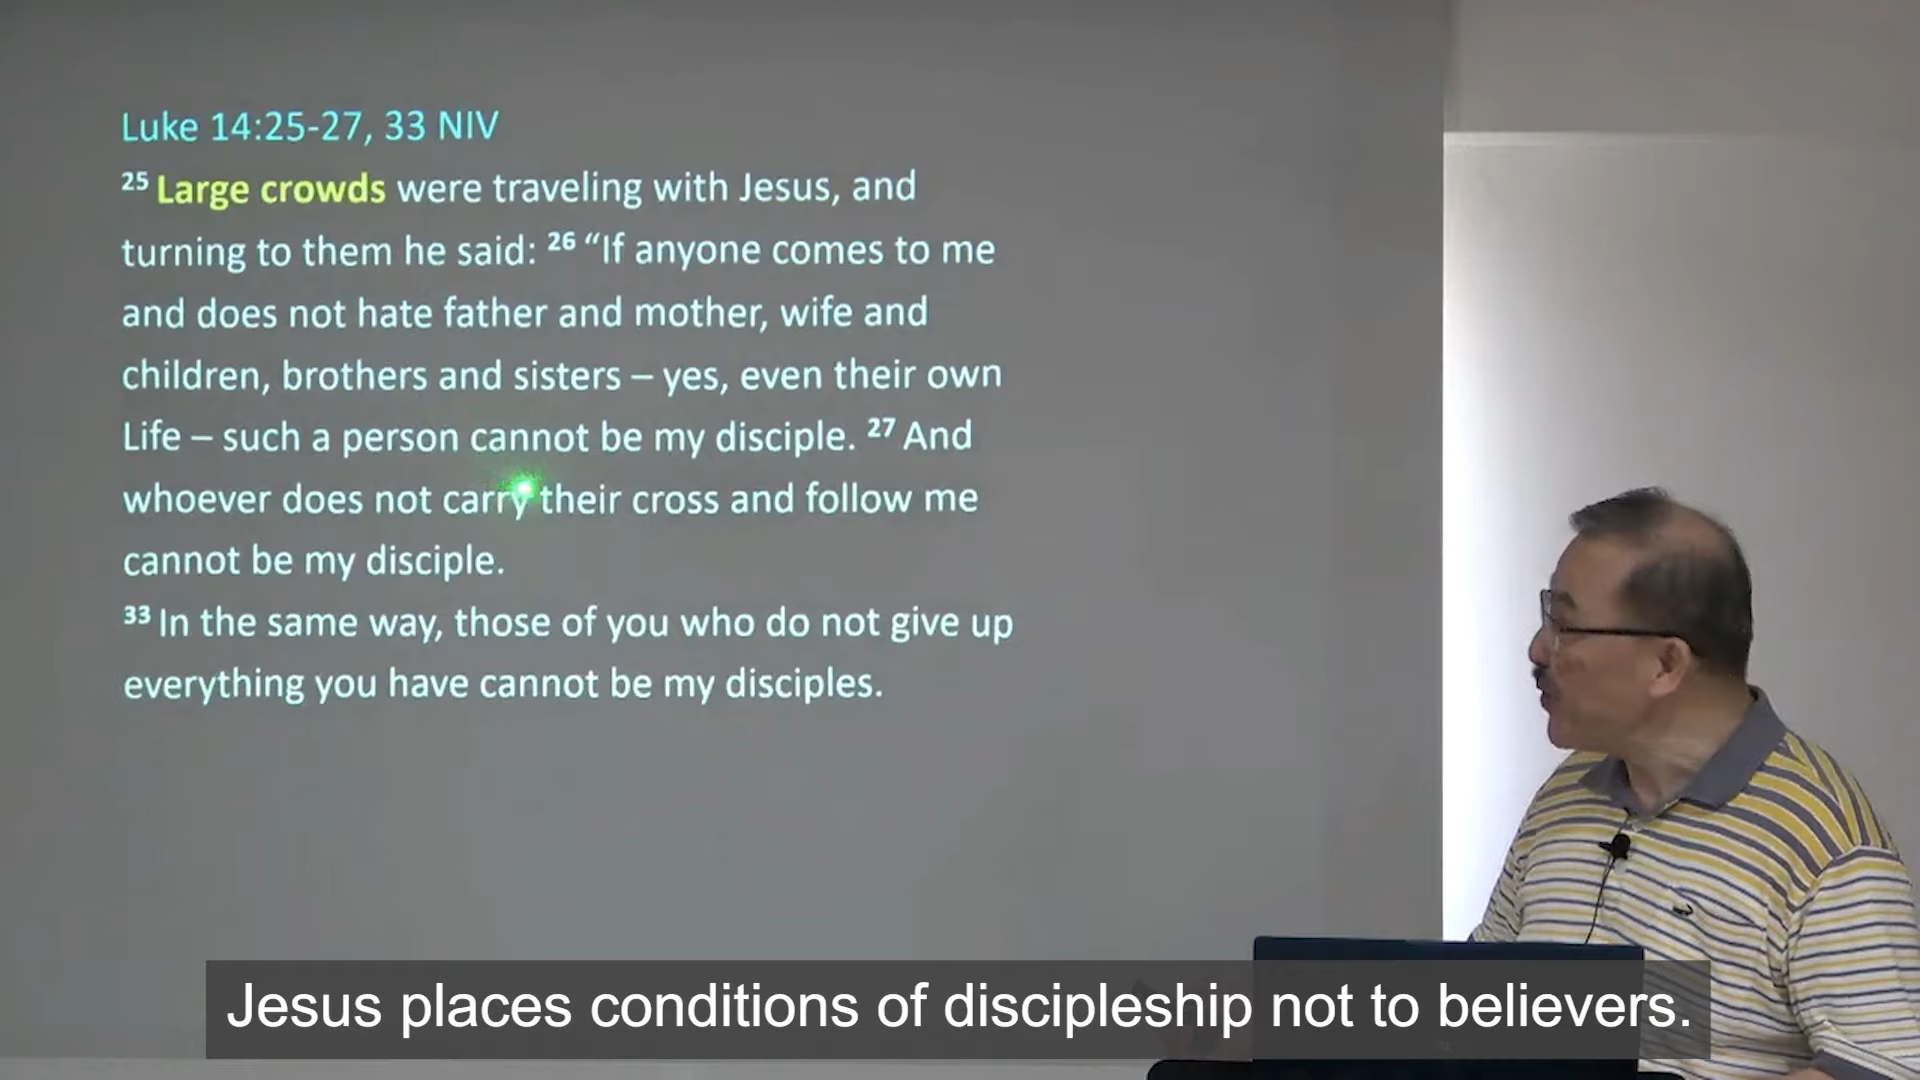 Luke 14:25-27, 33 NIV
25 Large crowds were traveling with Jesus, and
turning to them he said: 26 “If anyone comes to me
and does not hate father and mother, wife and
children, brothers and sisters – yes, even their own
Life – such a person cannot be my disciple. 27 And
whoever does not carry their cross and follow me
cannot be my disciple.
33 In the same way, those of you who do not give up
everything you have cannot be my disciples.
Jesus places conditions of discipleship not to believers.